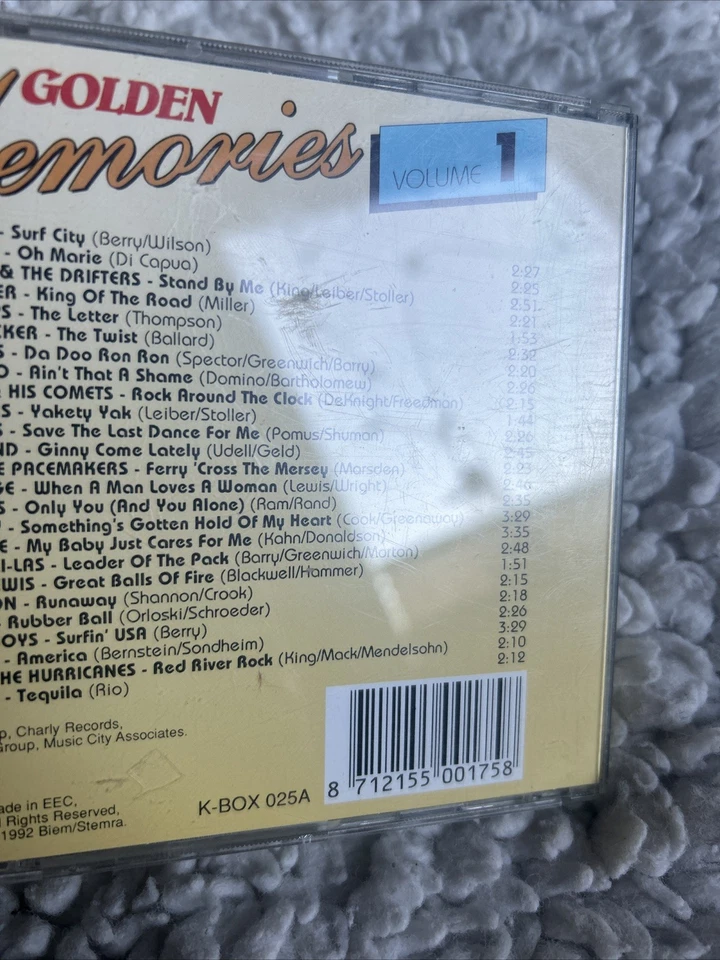 GOLDEN
emories
VOLUME 1
- Surf City (Berry/Wilson) 2:27
- Oh Marie (Di Capua) 2:25
& THE DRIFTERS - Stand By Me (King/Leiber/Stoller) 2:51
ER - King Of The Road (Miller) 2:21
PS - The Letter (Thompson) 1:53
CKER - The Twist (Ballard) 2:32
S - Da Doo Ron Ron (Spector/Greenwich/Barry) 2:20
O - Ain't That A Shame (Domino/Bartholomew) 2:26
HIS COMETS - Rock Around The Clock (DeKnight/Freedman) 2:15
S - Yakety Yak (Leiber/Stoller) 1:44
S - Save The Last Dance For Me (Pomus/Shuman) 2:26
ND - Ginny Come Lately (Udell/Geld) 2:45
E PACEMAKERS - Ferry 'Cross The Mersey (Marsden) 2:23
GE - When A Man Loves A Woman (Lewis/Wright) 2:46
S - Only You (And You Alone) (Ram/Rand) 2:35
- Something's Gotten Hold Of My Heart (Cook/Greenaway) 3:29
E - My Baby Just Cares For Me (Kahn/Donaldson) 3:35
I-LAS - Leader Of The Pack (Barry/Greenwich/Morton) 2:48
WIS - Great Balls Of Fire (Blackwell/Hammer) 1:51
ON - Runaway (Shannon/Crook) 2:15
- Rubber Ball (Orloski/Schroeder) 2:18
OYS - Surfin' USA (Berry) 2:26
- America (Bernstein/Sondheim) 3:29
HE HURRICANES - Red River Rock (King/Mack/Mendelsohn) 2:10
- Tequila (Rio) 2:12
p, Charly Records,
Group, Music City Associates.
ade in EEC,
ll Rights Reserved,
1992 Biem/Stemra.
K-BOX 025A
8 712155 001758